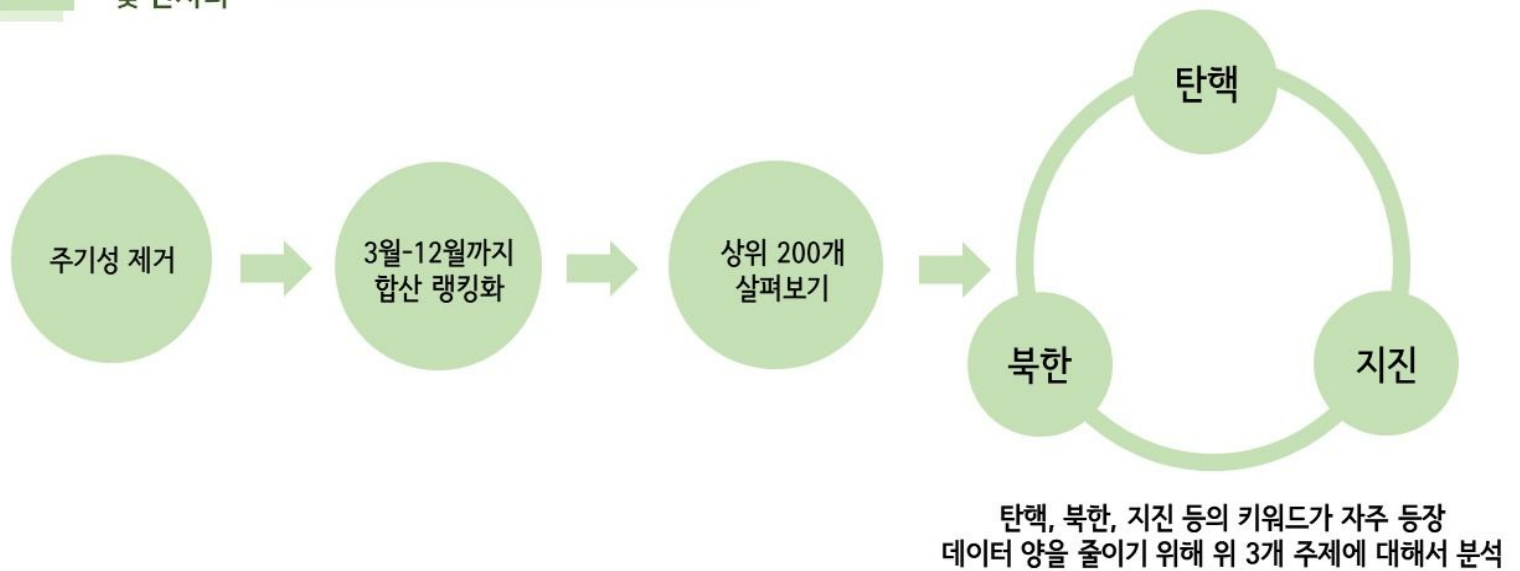 주기성 제거
3월-12월까지
합산 랭킹화
상위 200개
살펴보기
탄핵
북한
지진
탄핵, 북한, 지진 등의 키워드가 자주 등장
데이터 양을 줄이기 위해 위 3개 주제에 대해서 분석